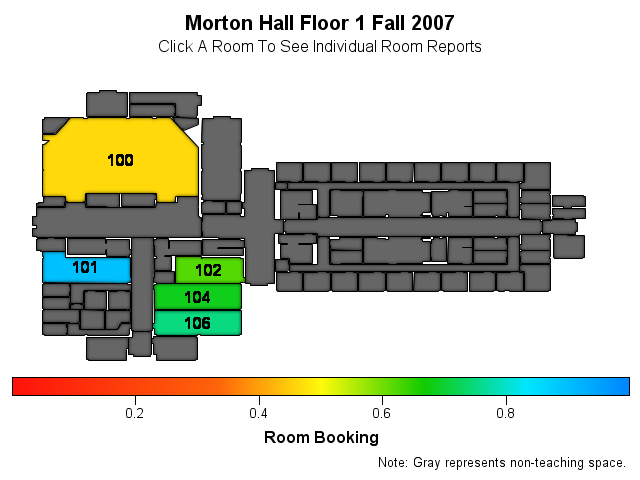 Morton Hall Floor 1 Fall 2007
Click A Room To See Individual Room Reports
100
101
102
104
106
0.2 0.4 0.6 0.8
Room Booking
Note: Gray represents non-teaching space.